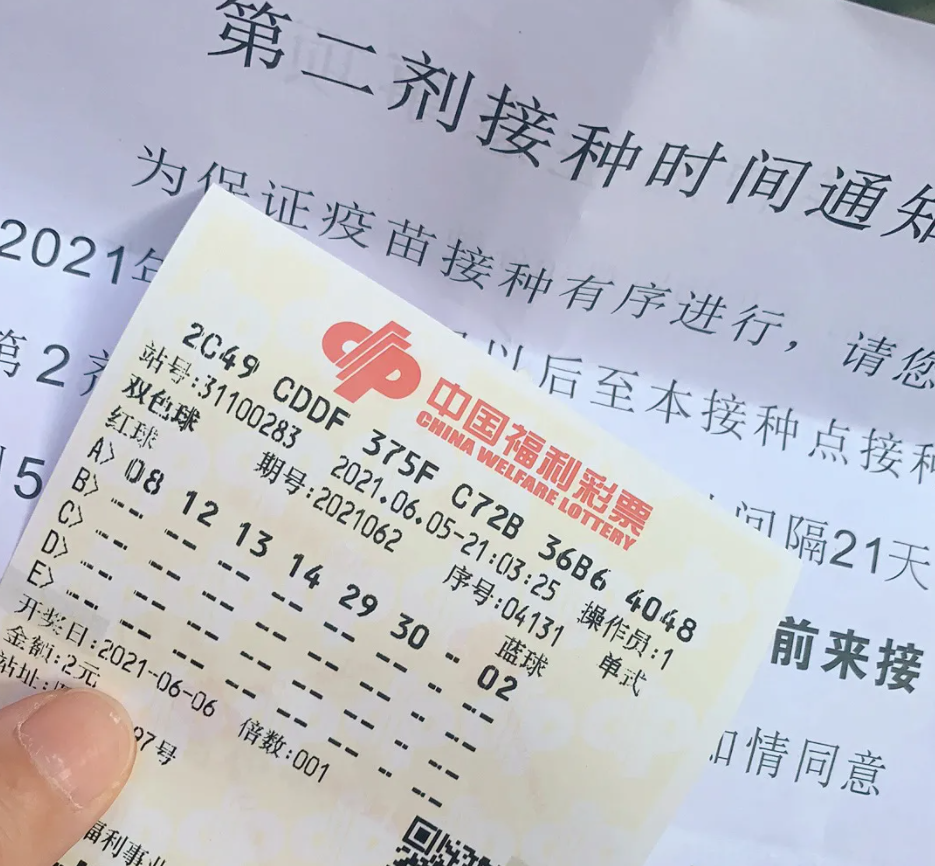 第二剂接种时间通知
为保证疫苗接种有序进行，请您
2021年
以后至本接种点接种
第2剂
间隔21天
15
前来接
知情同意
中国福利彩票
CHINA WELFARE LOTTERY
2C49 CDDF 375F C72B 36B6 4048
站号:31100283 2021.06.05-21:03:25 操作员:1
双色球 期号:2021062 序号:04131 单式
红球 蓝球
A> 08 12 13 14 29 30 -- 02
B> -- -- -- -- -- -- -- --
C> -- -- -- -- -- -- -- --
D> -- -- -- -- -- -- -- --
E> -- -- -- -- -- -- -- --
开奖日:2021-06-06 倍数:001
金额:2元
站址:
97号
福利事业